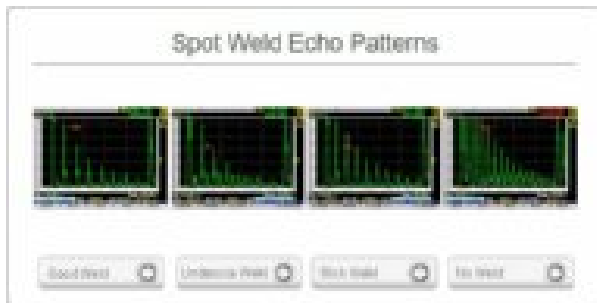 Spot Weld Echo Patterns
Good Weld
Undersize Weld
Stick Weld
No Weld